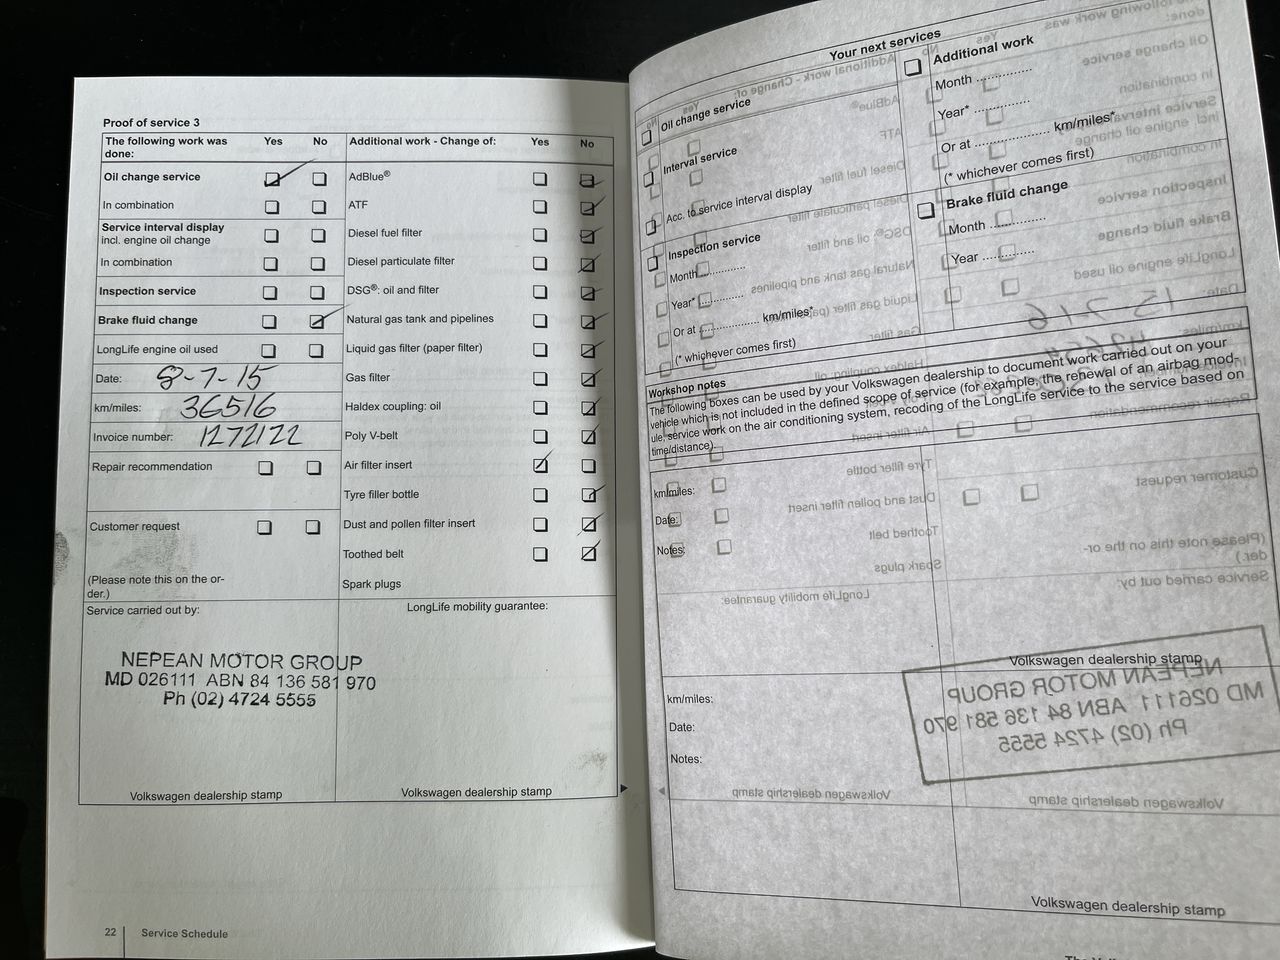 Proof of service 3
The following work was done: Yes No
Oil change service
In combination
Service interval display
incl. engine oil change
In combination
Inspection service
Brake fluid change
LongLife engine oil used
Date: 8-7-15
km/miles: 36516
Invoice number: 1272122
Repair recommendation
Customer request
(Please note this on the or-
der.)
Service carried out by:
NEPEAN MOTOR GROUP
MD 026111 ABN 84 136 581 970
Ph (02) 4724 5555
Volkswagen dealership stamp
Additional work - Change of: Yes No
AdBlue®
ATF
Diesel fuel filter
Diesel particulate filter
DSG®: oil and filter
Natural gas tank and pipelines
Liquid gas filter (paper filter)
Gas filter
Haldex coupling: oil
Poly V-belt
Air filter insert
Tyre filler bottle
Dust and pollen filter insert
Toothed belt
Spark plugs
LongLife mobility guarantee:
Volkswagen dealership stamp
22 Service Schedule
Your next services
Oil change service
Interval service
Acc. to service interval display
Inspection service
Month ..............
Year* ..............
Or at .................... km/miles*
(* whichever comes first)
Additional work
Month ..............
Year* ..............
Or at .................... km/miles*
(* whichever comes first)
Brake fluid change
Month ..............
Year ..............
Workshop notes
The following boxes can be used by your Volkswagen dealership to document work carried out on your
vehicle which is not included in the defined scope of service (for example, the renewal of an airbag mod-
ule, service work on the air conditioning system, recoding of the LongLife service to the service based on
time/distance).
km/miles:
Date:
Notes:
Volkswagen dealership stamp
km/miles:
Date:
Notes:
Volkswagen dealership stamp